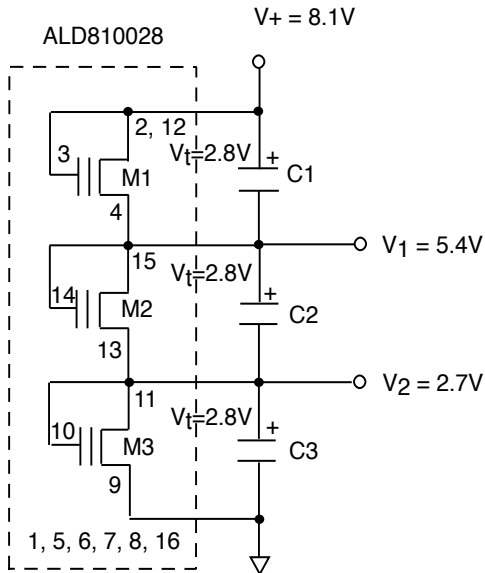 V+ = 8.1V
ALD810028
2, 12
3
Vt=2.8V
M1
C1
+
4
15
V1 = 5.4V
Vt=2.8V
14
M2
+
C2
13
11
V2 = 2.7V
Vt=2.8V
10
M3
+
C3
9
1, 5, 6, 7, 8, 16